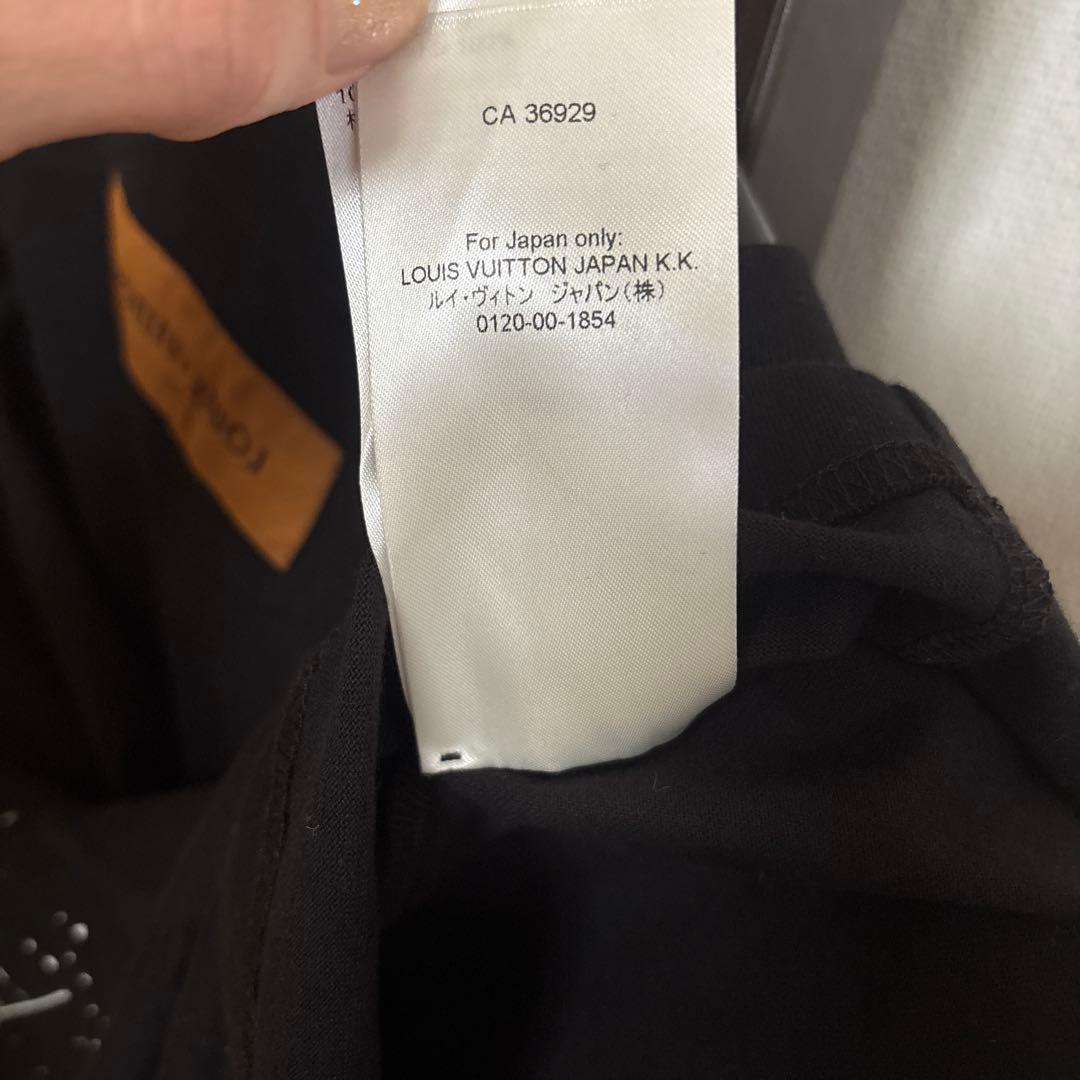 CA 36929
For Japan only:
LOUIS VUITTON JAPAN K.K.
ルイ・ヴィトン ジャパン(株)
0120-00-1854